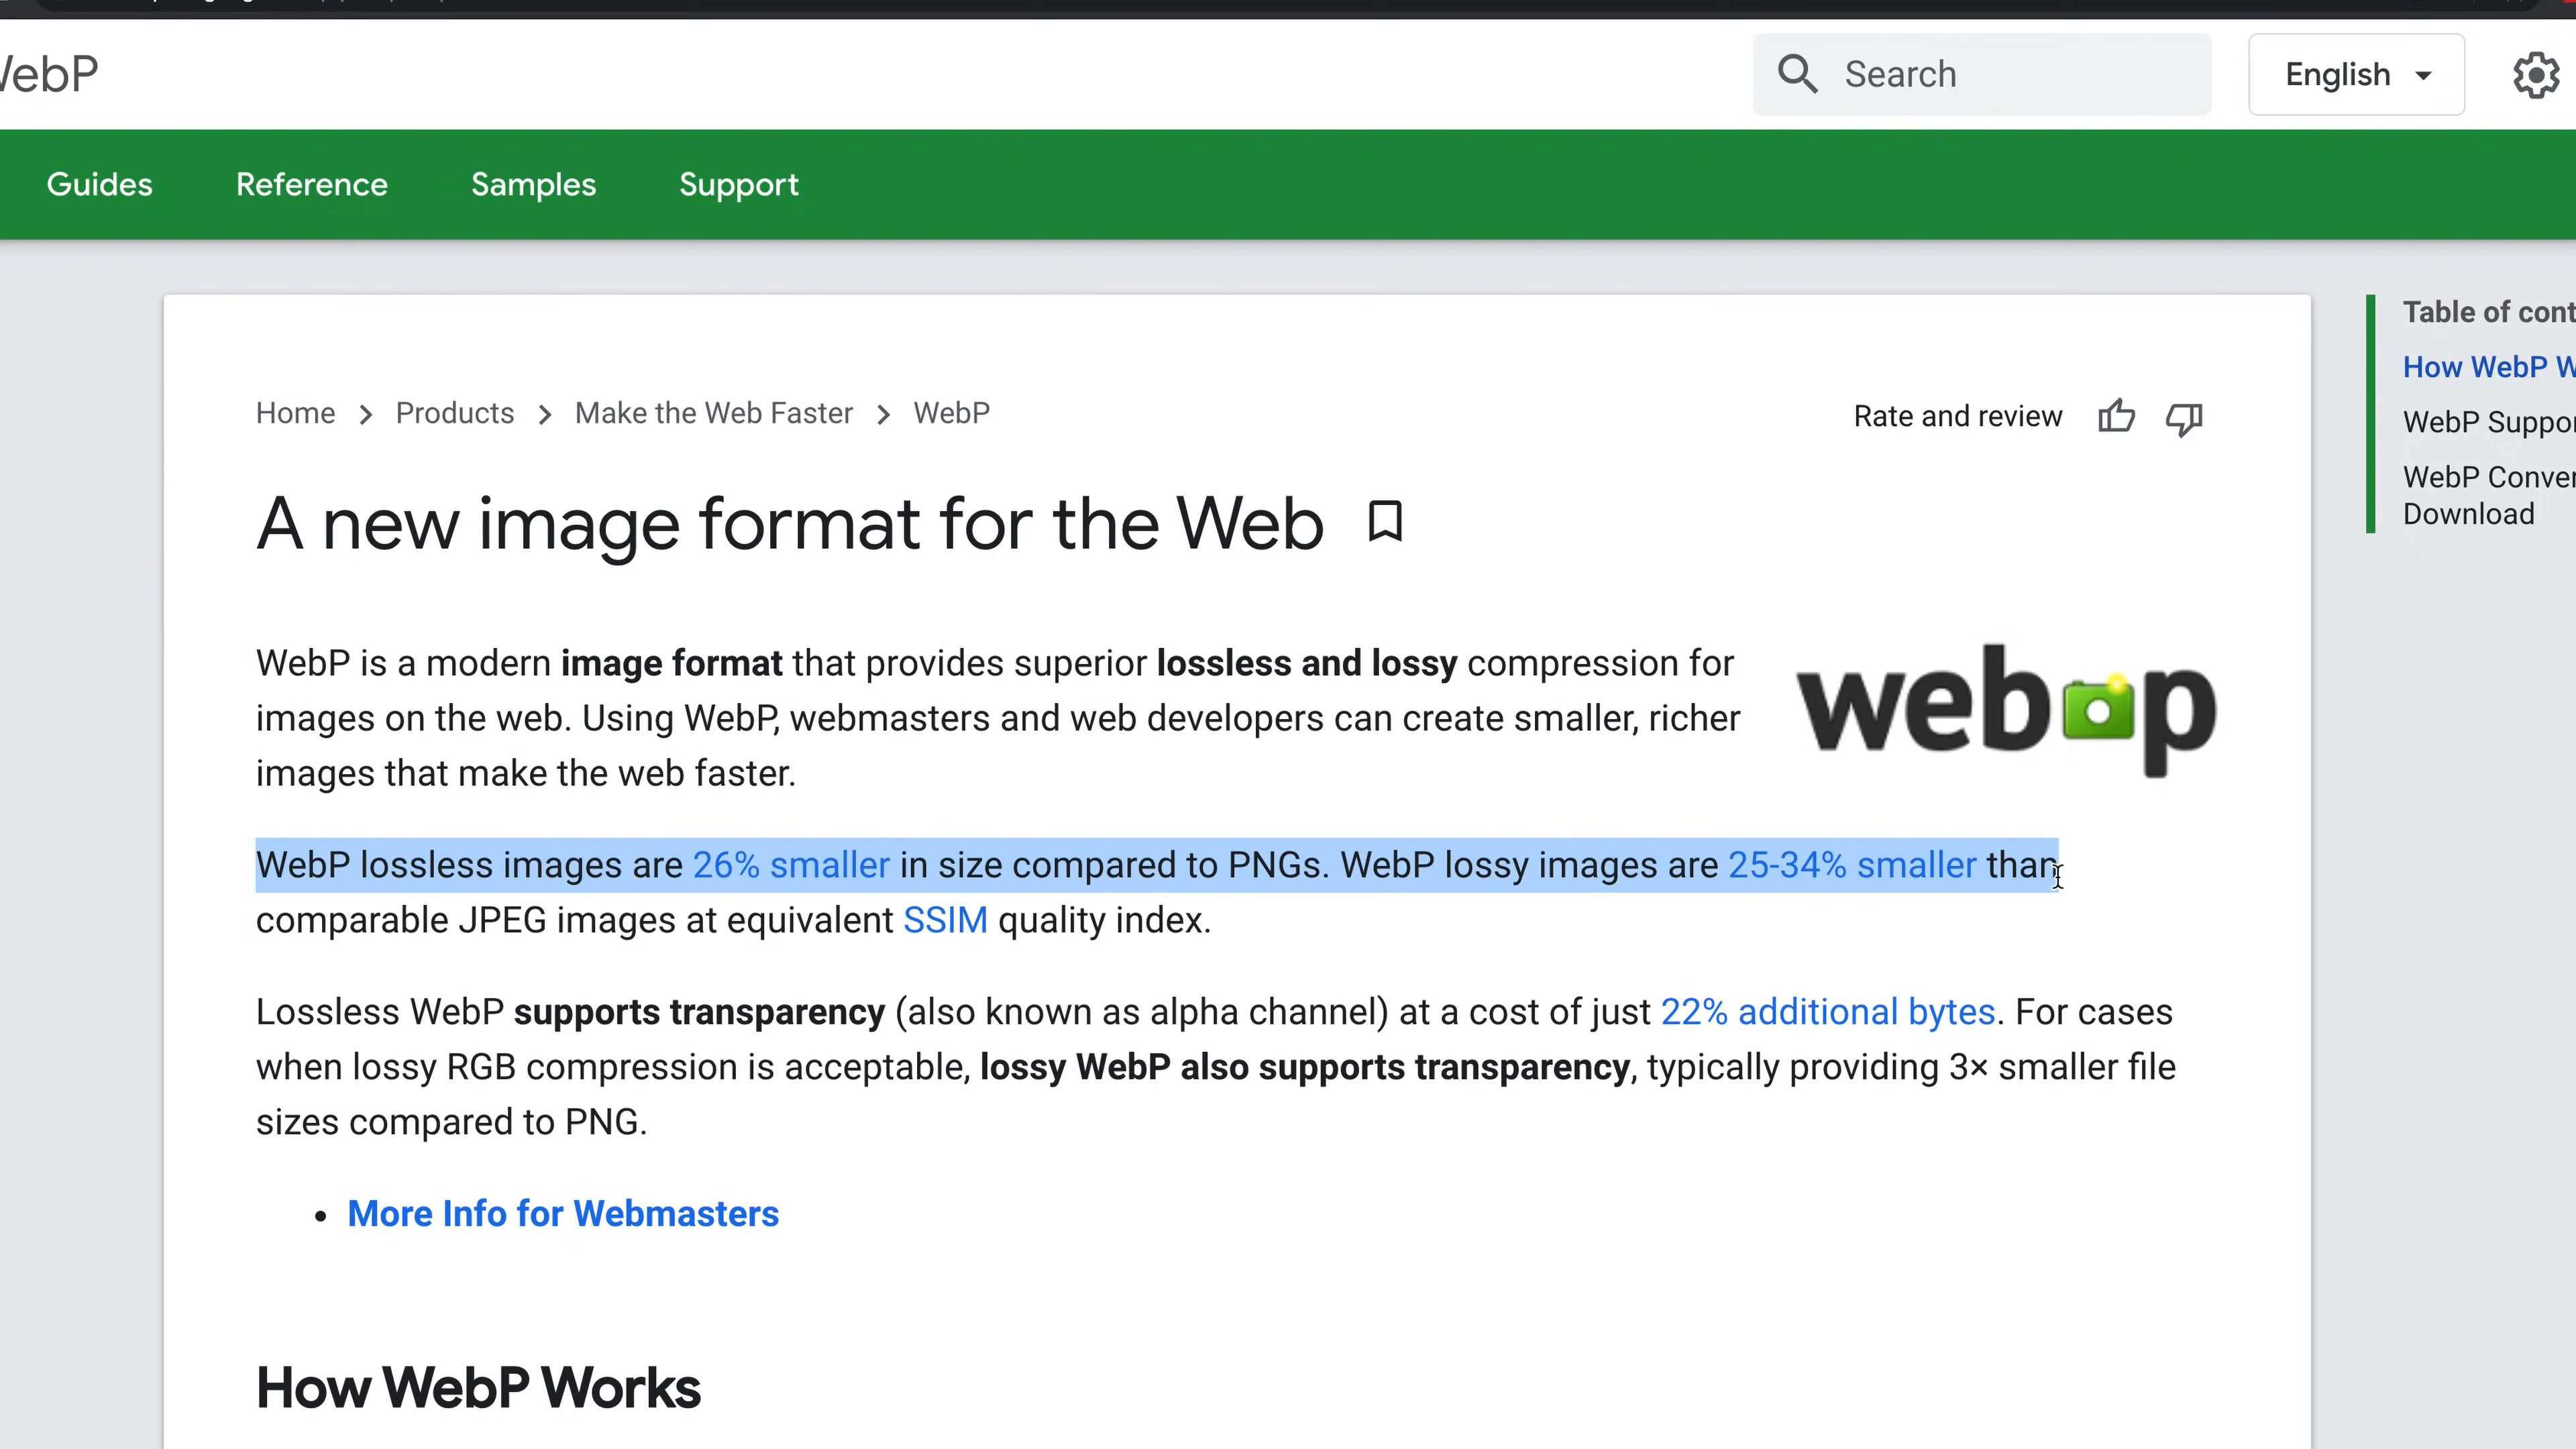 WebP
Search
English
Guides
Reference
Samples
Support
Home
Products
Make the Web Faster
WebP
Rate and review
A new image format for the Web
WebP is a modern image format that provides superior lossless and lossy compression for
images on the web. Using WebP, webmasters and web developers can create smaller, richer
images that make the web faster.
webp
WebP lossless images are 26% smaller in size compared to PNGs. WebP lossy images are 25-34% smaller than
comparable JPEG images at equivalent SSIM quality index.
Lossless WebP supports transparency (also known as alpha channel) at a cost of just 22% additional bytes. For cases
when lossy RGB compression is acceptable, lossy WebP also supports transparency, typically providing 3× smaller file
sizes compared to PNG.
• More Info for Webmasters
How WebP Works
Table of cont
How WebP W
WebP Suppor
WebP Conver
Download